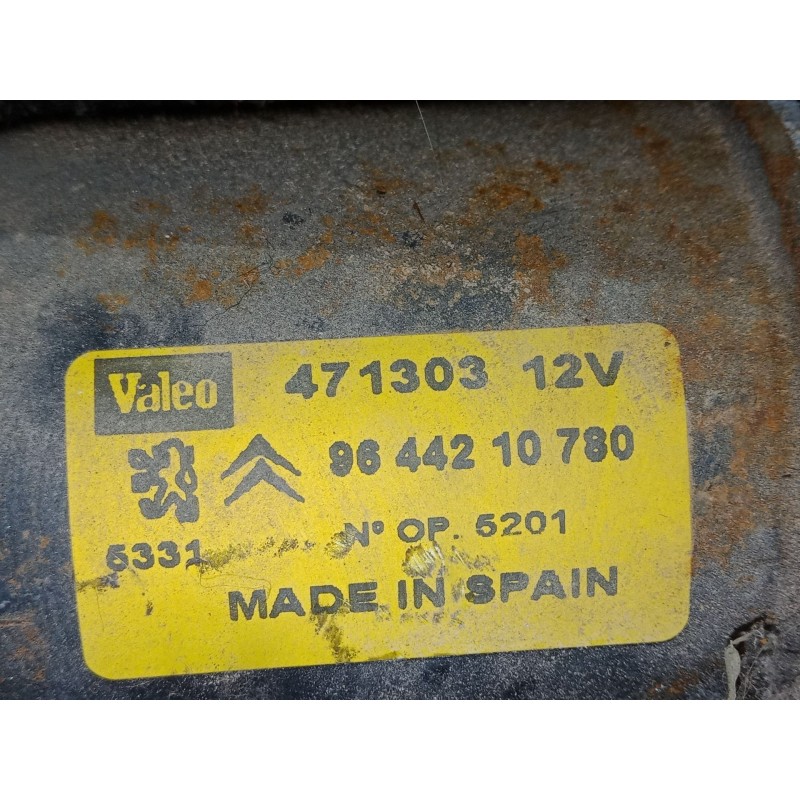 Valeo 471303 12V
96 442 10 780
5331 Nº OP. 5201
MADE IN SPAIN